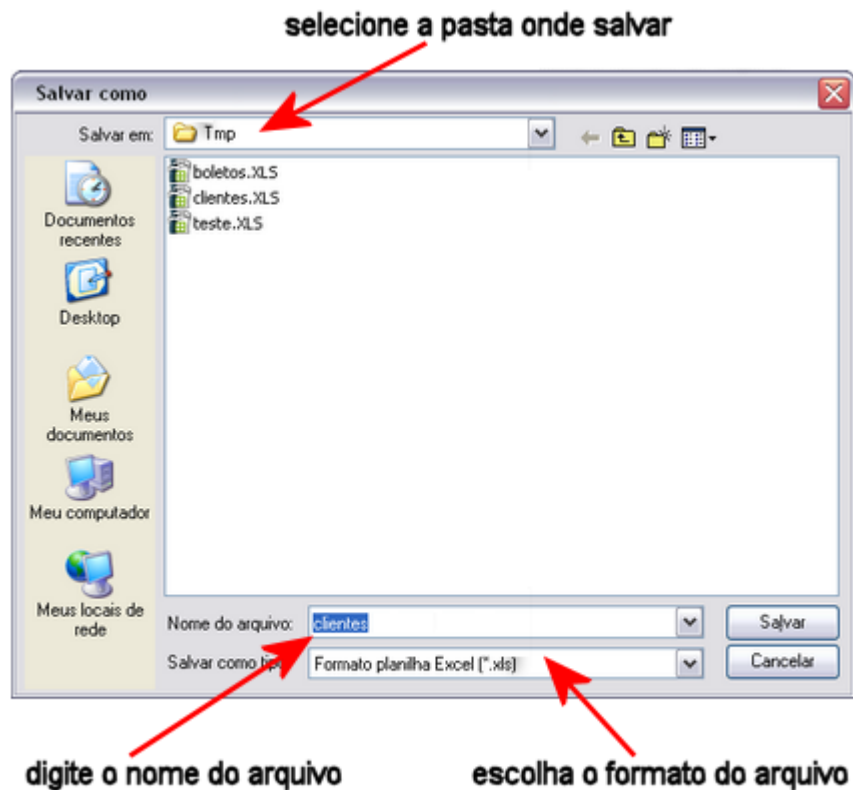 selecione a pasta onde salvar
Salvar como
Salvar em:
Tmp
boletos.XLS
clientes.XLS
teste.XLS
Documentos
recentes
Desktop
Meus
documentos
Meu computador
Meus locais de
rede
Nome do arquivo:
clientes
Salvar
Salvar como tipo
Formato planilha Excel (*.xls)
Cancelar
digite o nome do arquivo
escolha o formato do arquivo